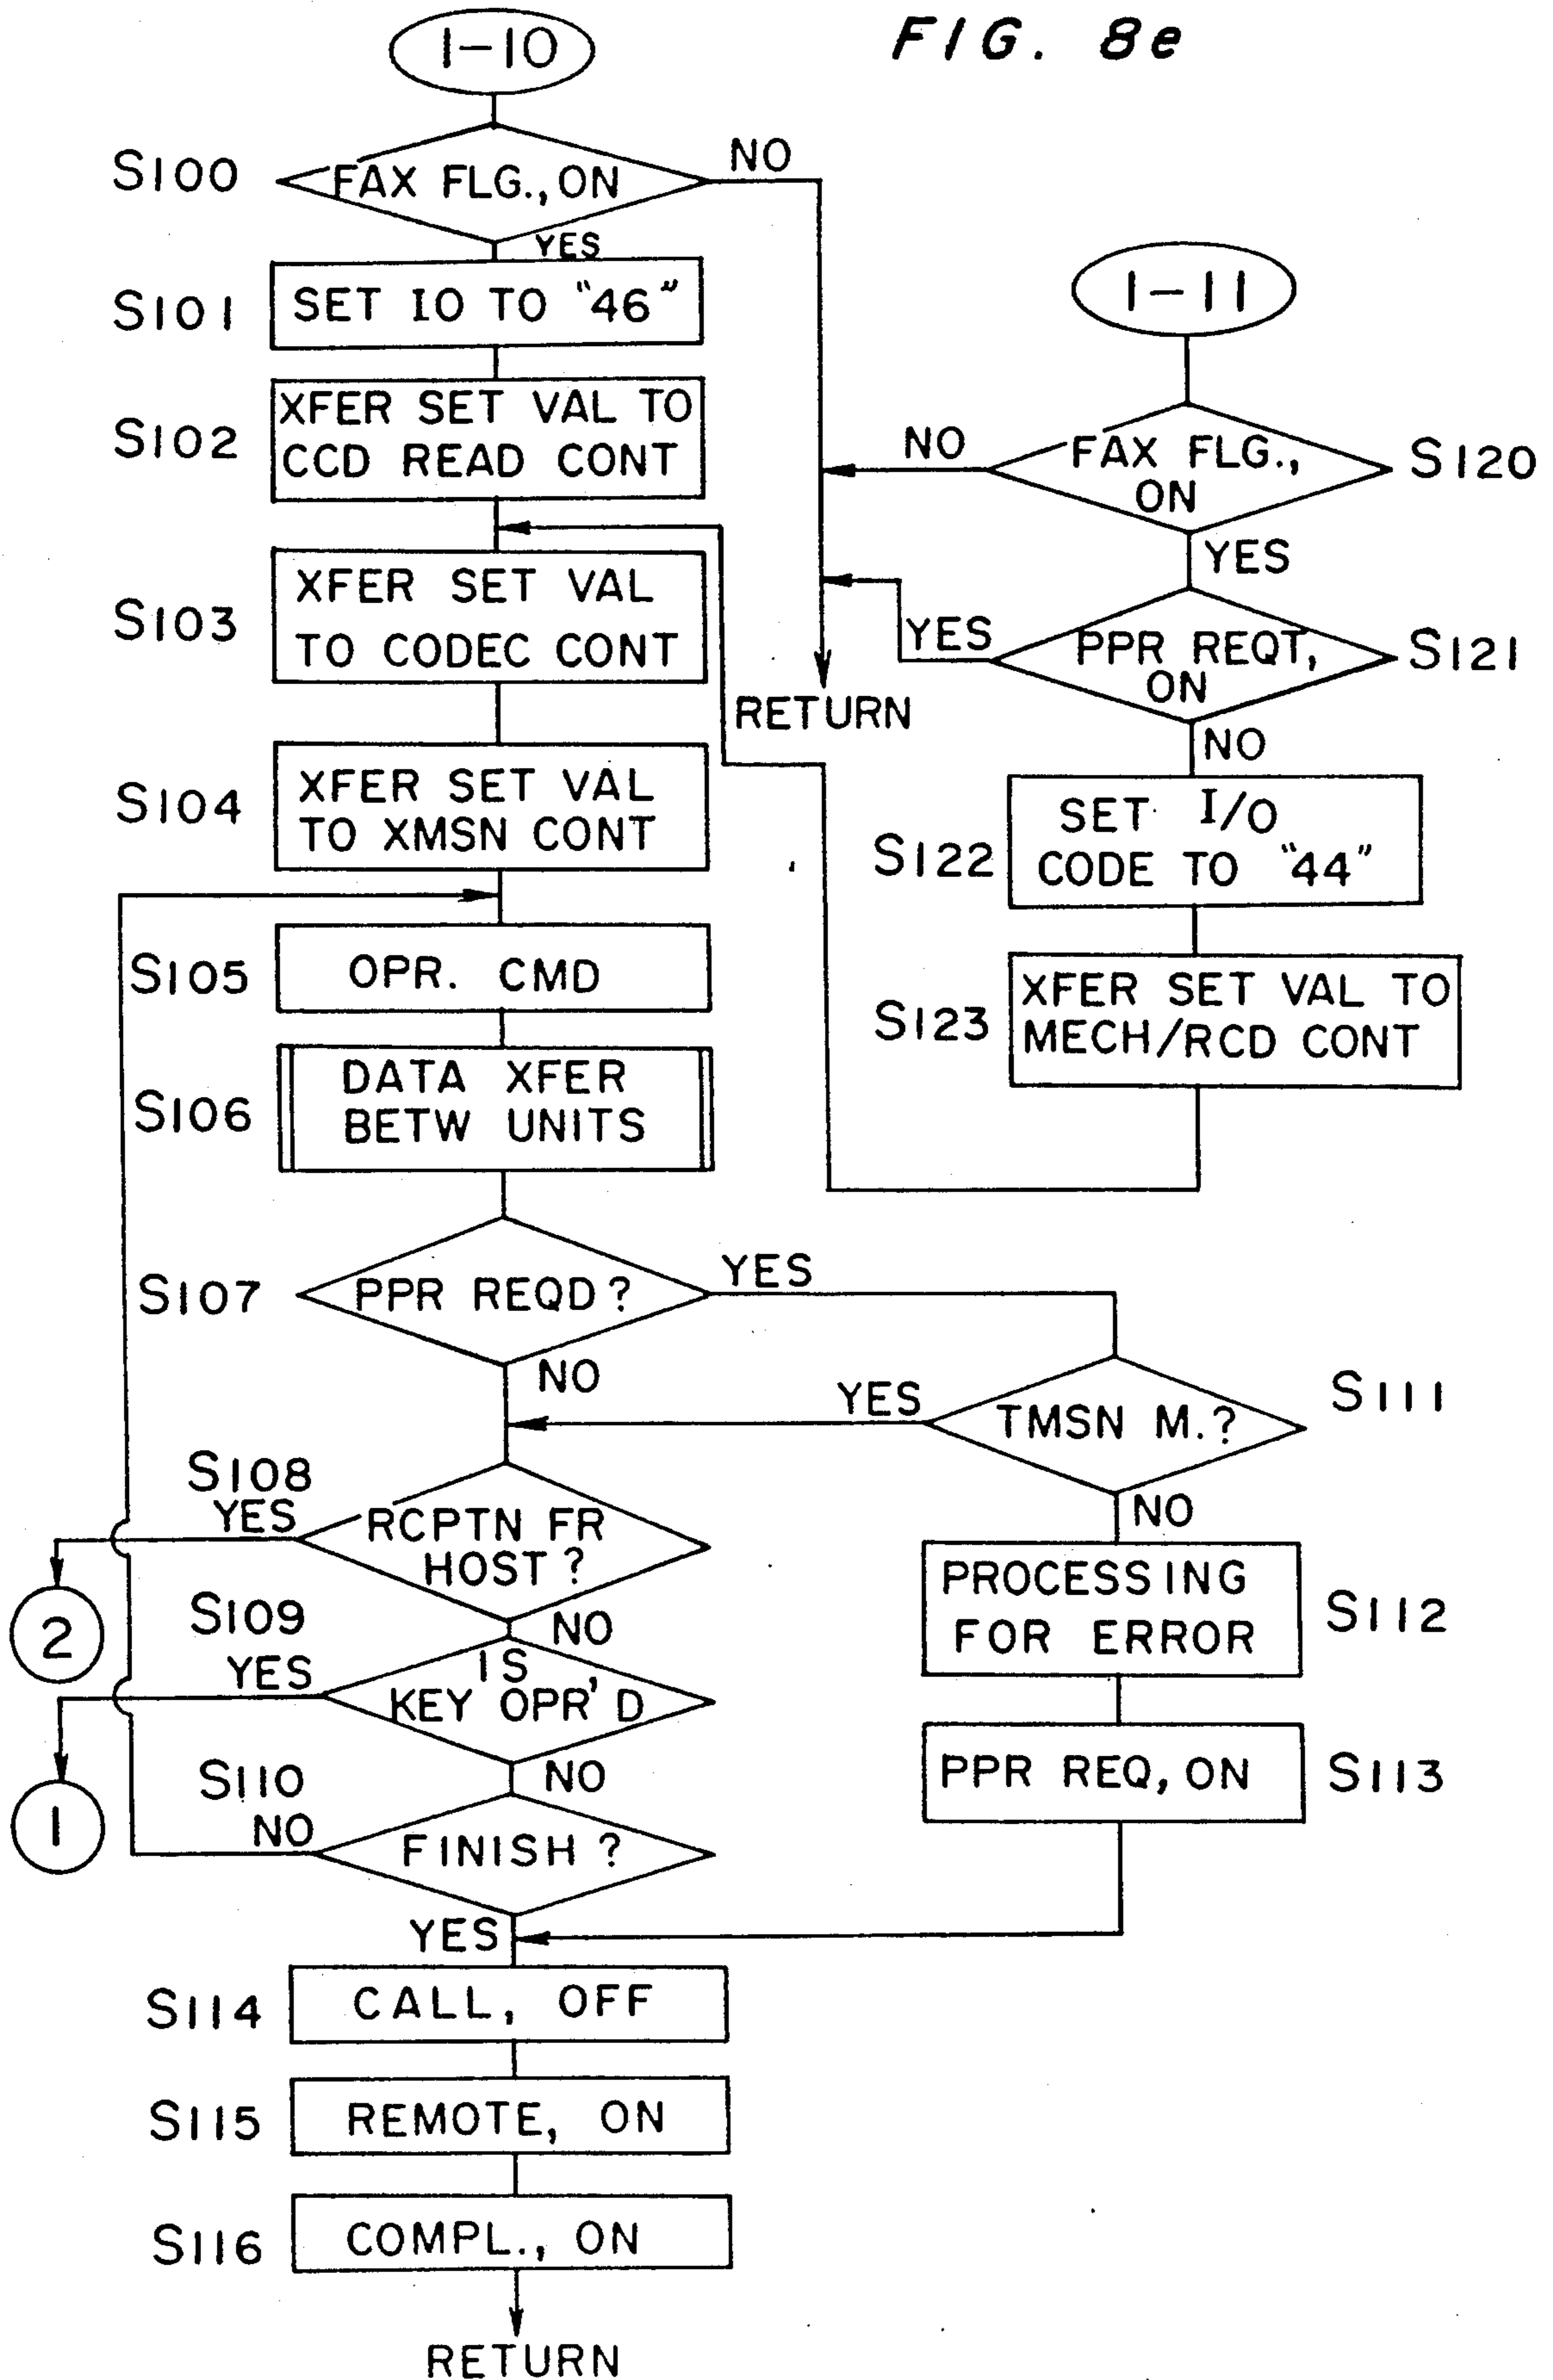 FIG. 8e
1-10
S100
FAX FLG., ON
NO
YES
S101
SET IO TO "46"
S102
XFER SET VAL TO
CCD READ CONT
S103
XFER SET VAL
TO CODEC CONT
S104
XFER SET VAL
TO XMSN CONT
S105
OPR. CMD
S106
DATA XFER
BETW UNITS
S107
PPR REQD?
YES
NO
S108
YES
RCPTN FR
HOST?
NO
2
S109
YES
IS
KEY OPR'D
NO
1
S110
NO
FINISH?
YES
S114
CALL, OFF
S115
REMOTE, ON
S116
COMPL., ON
RETURN
1-11
NO
FAX FLG.,
ON
S120
YES
YES
PPR REQT,
ON
S121
RETURN
NO
S122
SET I/O
CODE TO "44"
S123
XFER SET VAL TO
MECH/RCD CONT
S111
YES
TMSN M.?
NO
PROCESSING
FOR ERROR
S112
PPR REQ, ON
S113